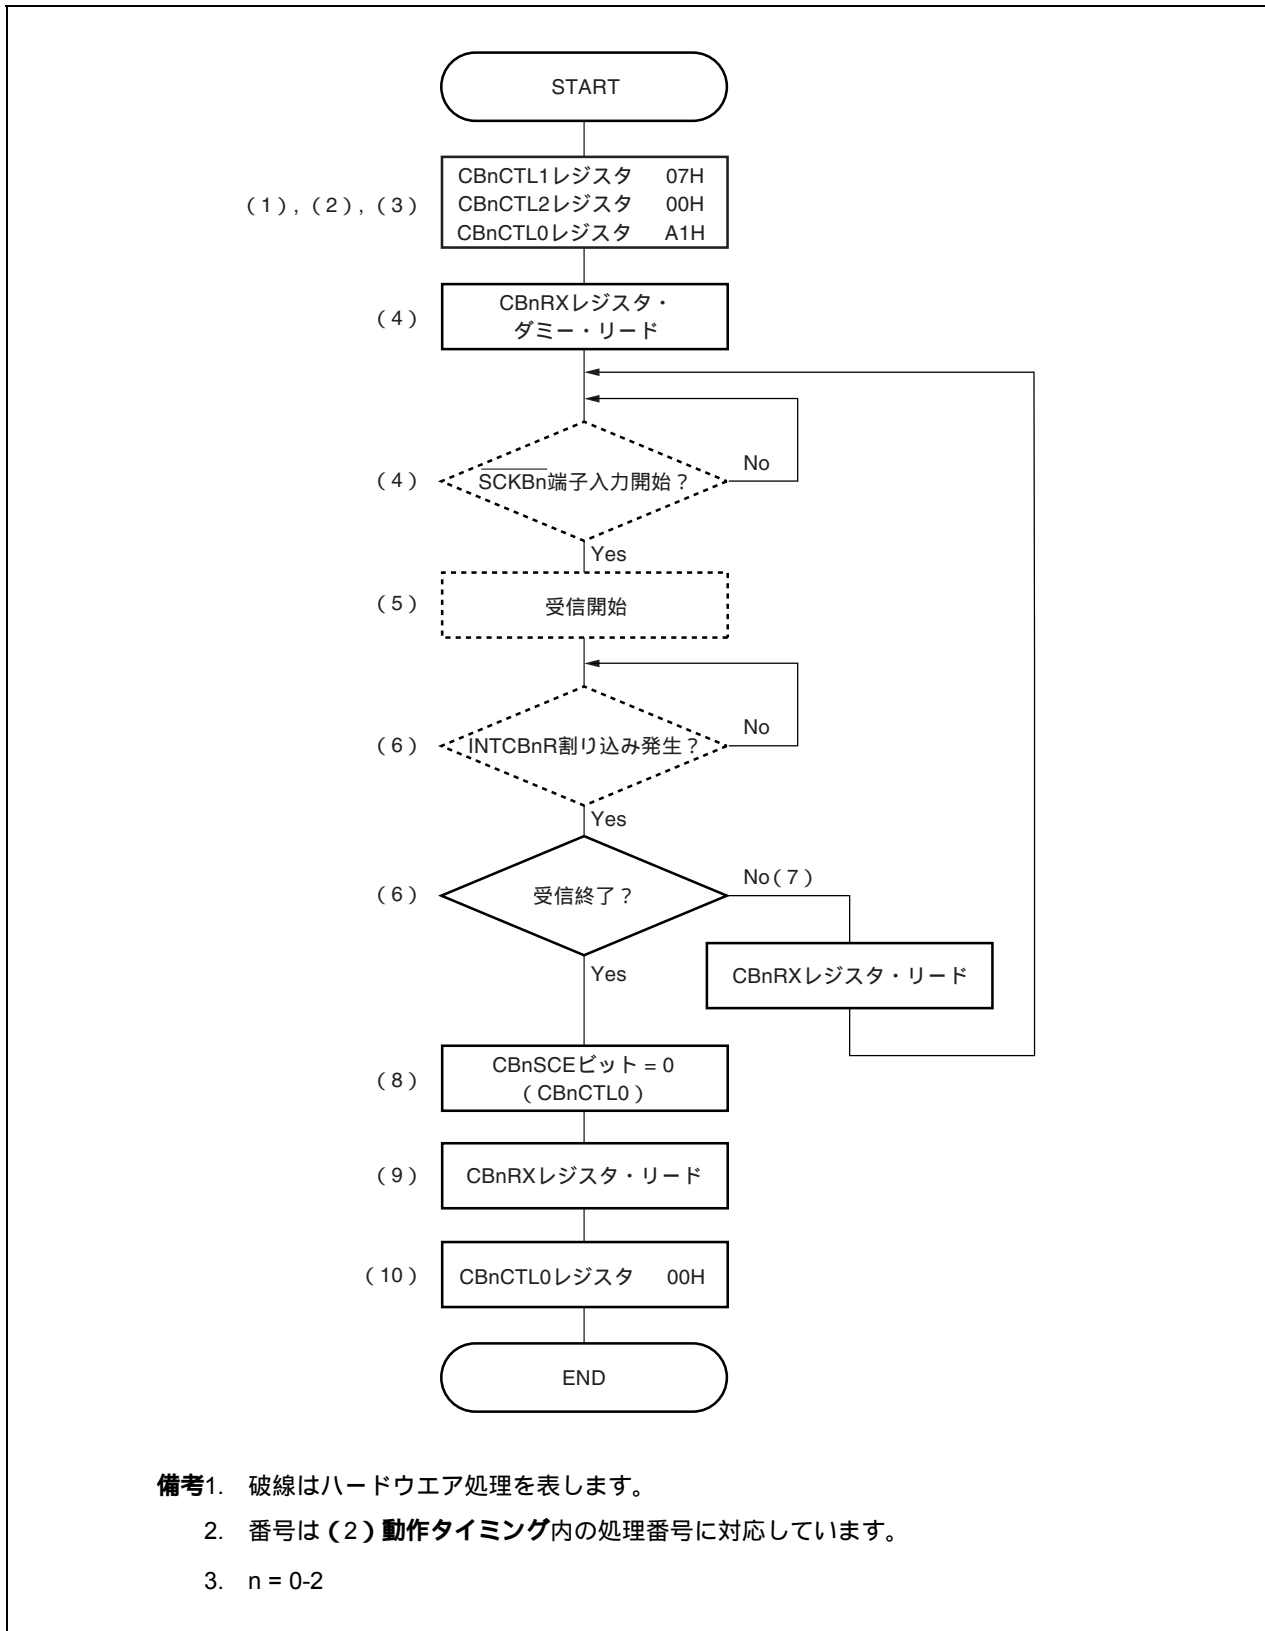 START
CBnCTL1レジスタ 07H
(1), (2), (3) CBnCTL2レジスタ 00H
CBnCTL0レジスタ A1H
CBnRXレジスタ・
(4)
ダミー・リード
(4) SCKBn端子入力開始？ No
Yes
(5) 受信開始
(6) INTCBnR割り込み発生？ No
Yes
(6) 受信終了？ No(7)
Yes
CBnRXレジスタ・リード
CBnSCEビット = 0
(8)
(CBnCTL0)
(9) CBnRXレジスタ・リード
(10) CBnCTL0レジスタ 00H
END
備考1. 破線はハードウエア処理を表します。
2. 番号は(2)動作タイミング内の処理番号に対応しています。
3. n = 0-2